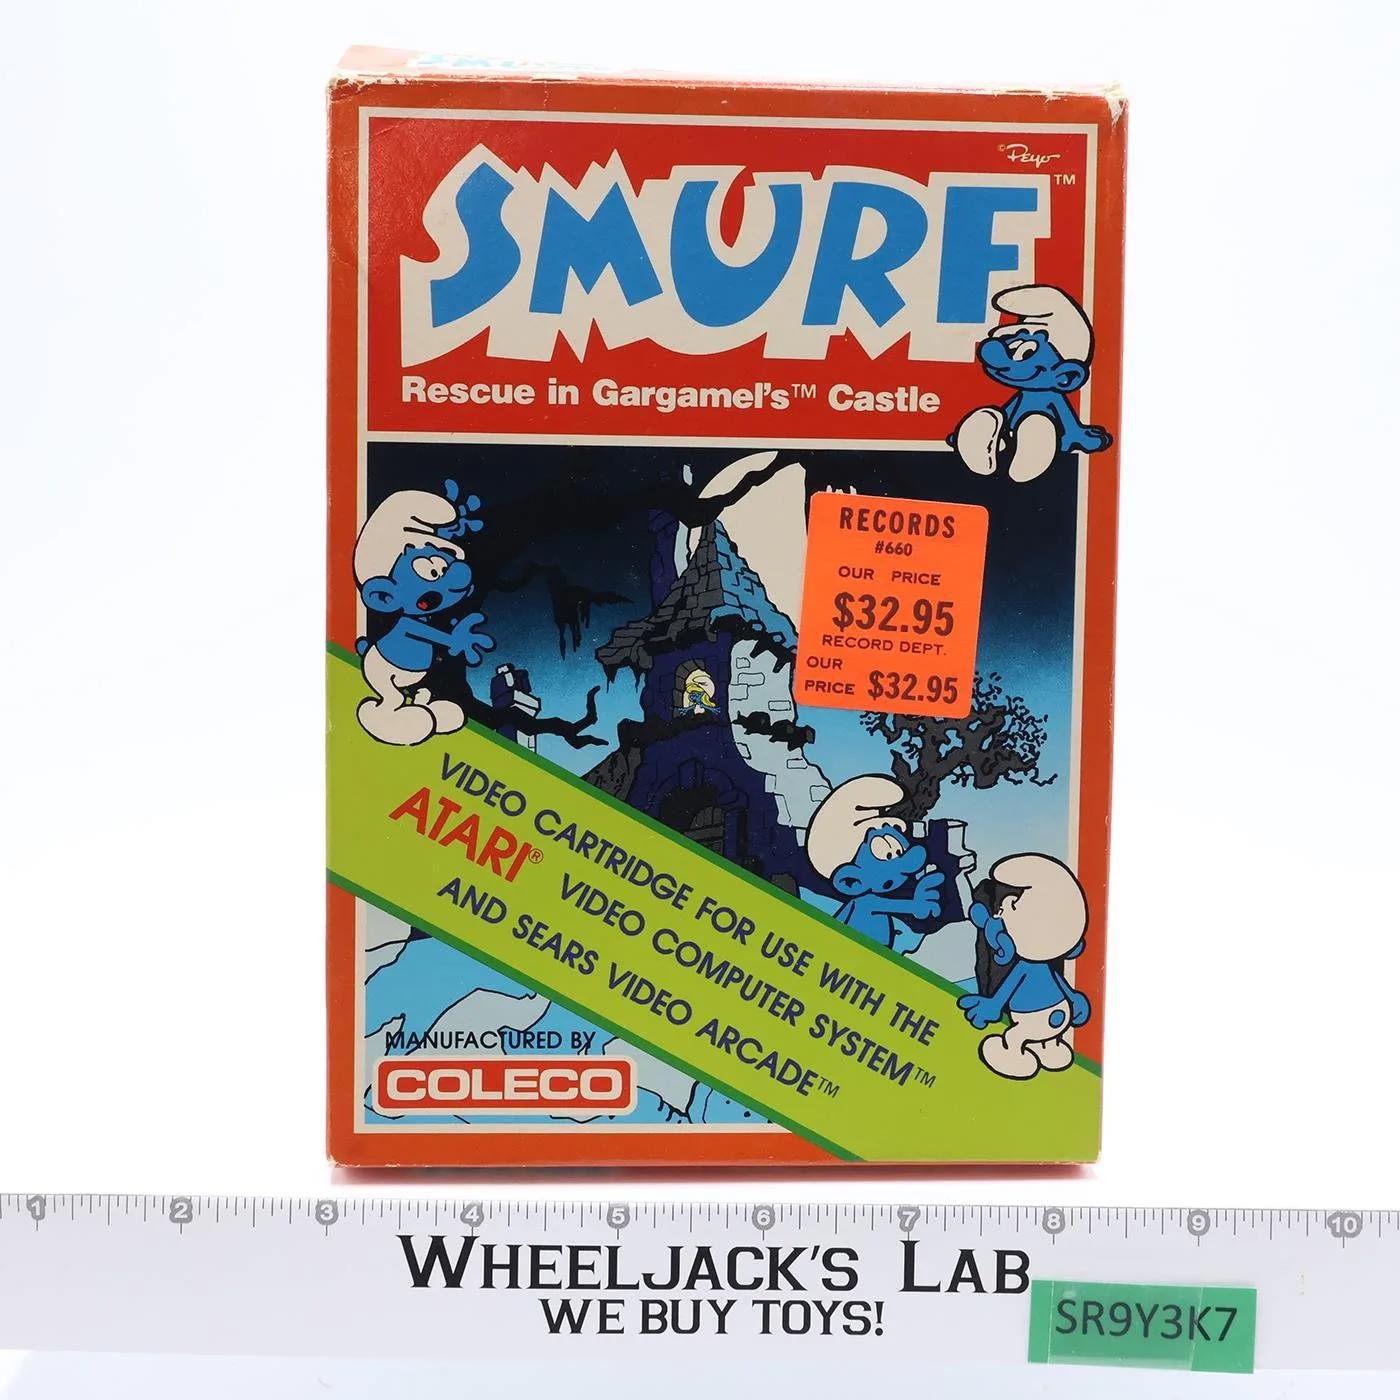 © Peyo
SMURF™
Rescue in Gargamel's™ Castle
RECORDS
#660
OUR PRICE
$32.95
RECORD DEPT.
OUR
PRICE $32.95
VIDEO CARTRIDGE FOR USE WITH THE
ATARI® VIDEO COMPUTER SYSTEM™
AND SEARS VIDEO ARCADE™
MANUFACTURED BY
COLECO
1 2 3 4 5 6 7 8 9 10
WHEELJACK'S LAB
WE BUY TOYS!
SR9Y3K7